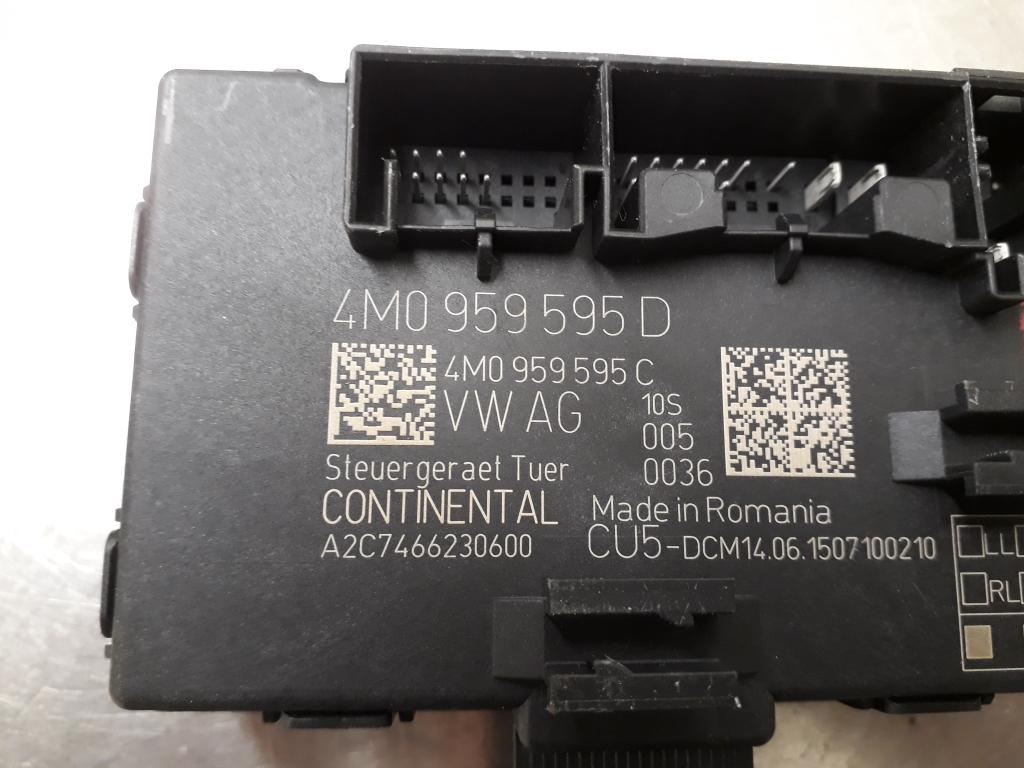 4M0 959 595 D
4M0 959 595 C
VW AG
10S
005
0036
Steuergeraet Tuer
CONTINENTAL
Made in Romania
A2C7466230600
CU5-DCM14.06.1507100210
LL
RL